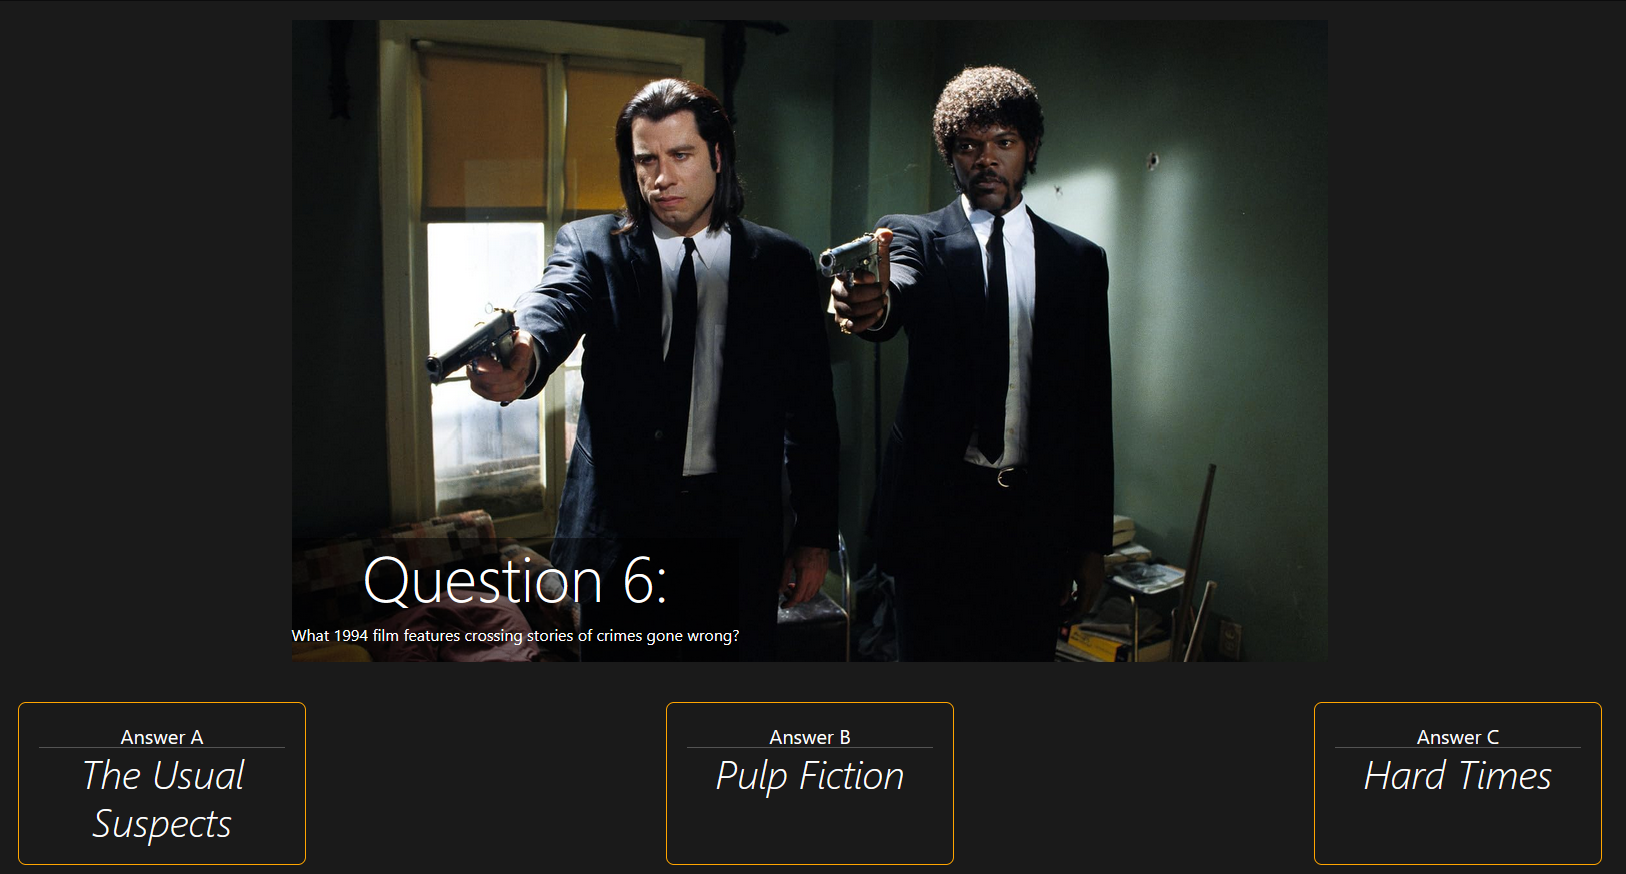 Question 6:
What 1994 film features crossing stories of crimes gone wrong?
Answer A
The Usual
Suspects
Answer B
Pulp Fiction
Answer C
Hard Times